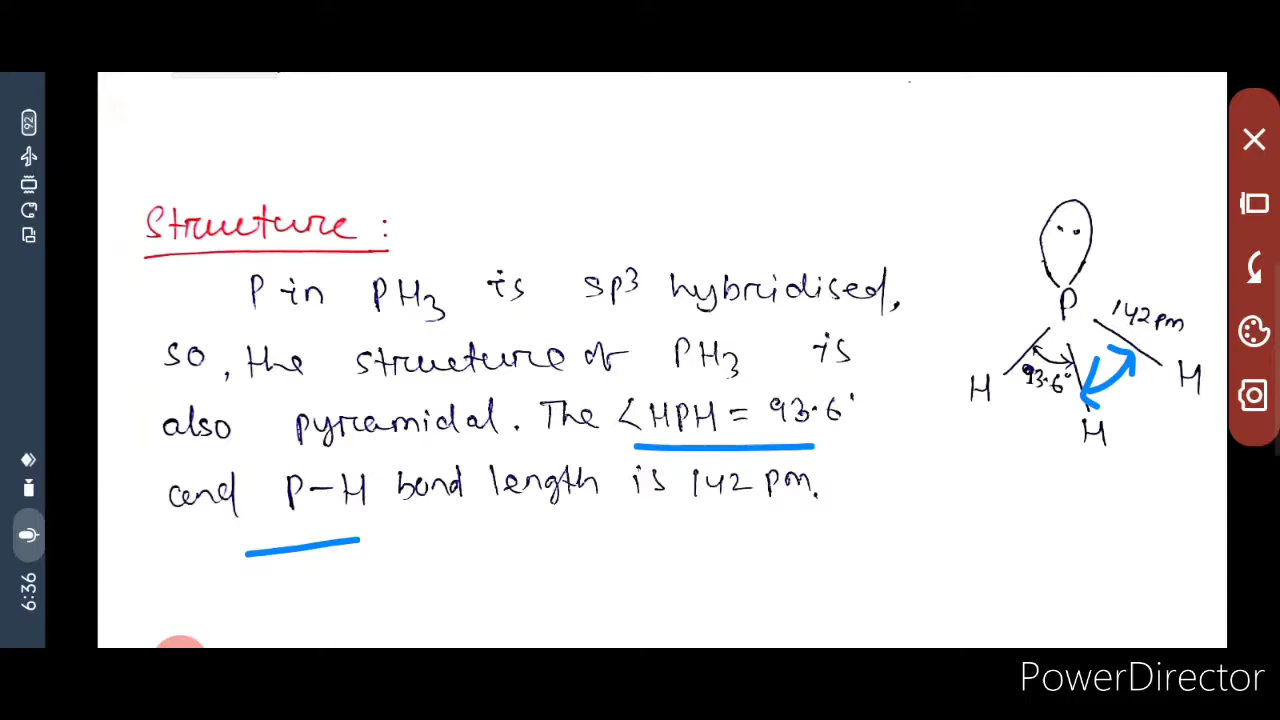 Structure :
P in PH3 is sp3 hybridised,
so, the structure of PH3 is
also pyramidal. The ∠HPH = 93.6°
and P-H bond length is 142 pm.
P
142 pm
93.6°
H
H
H
92
6:36
PowerDirector